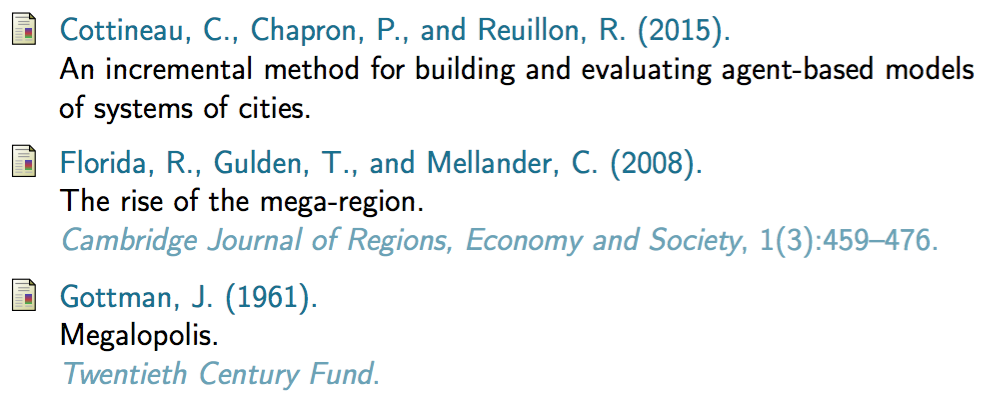 Cottineau, C., Chapron, P., and Reuillon, R. (2015).
An incremental method for building and evaluating agent-based models
of systems of cities.
Florida, R., Gulden, T., and Mellander, C. (2008).
The rise of the mega-region.
Cambridge Journal of Regions, Economy and Society, 1(3):459–476.
Gottman, J. (1961).
Megalopolis.
Twentieth Century Fund.